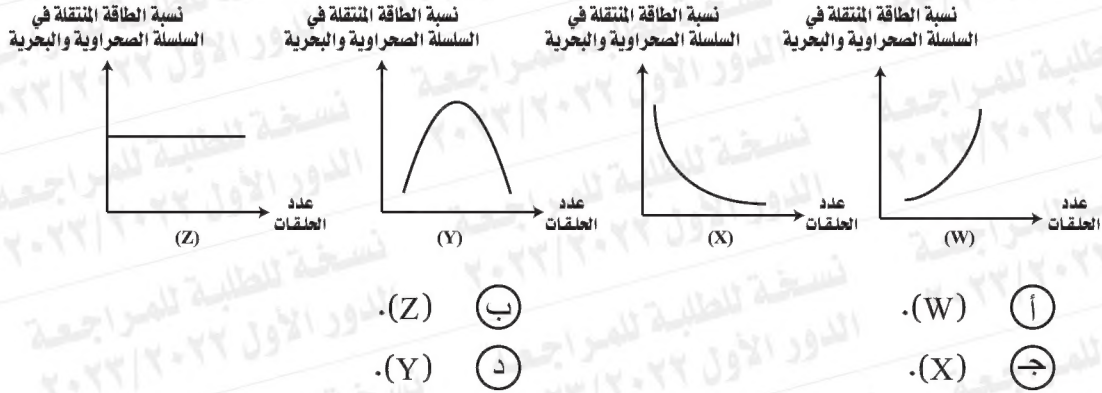 نسبة الطاقة المنتقلة في السلسلة الصحراوية والبحرية
عدد الحلقات
(W)
نسبة الطاقة المنتقلة في السلسلة الصحراوية والبحرية
عدد الحلقات
(X)
نسبة الطاقة المنتقلة في السلسلة الصحراوية والبحرية
عدد الحلقات
(Y)
نسبة الطاقة المنتقلة في السلسلة الصحراوية والبحرية
عدد الحلقات
(Z)
أ (W).
ب (Z).
جـ (X).
د (Y).
نسخة للطلبة للمراجعة
الدور الأول ٢٠٢٣/٢٠٢٢